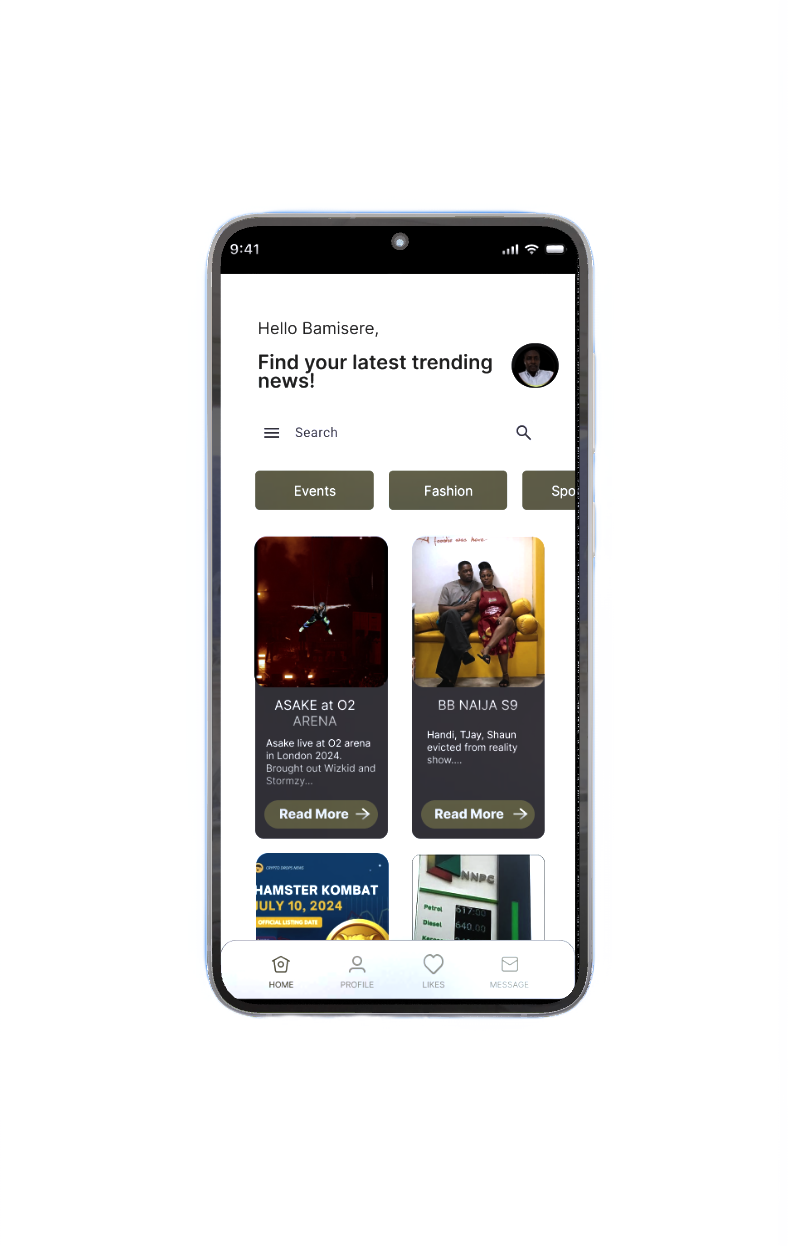 9:41
Hello Bamisere,
Find your latest trending
news!
Search
Events
Fashion
Spo
ASAKE at O2
ARENA
Asake live at O2 arena
in London 2024.
Brought out Wizkid and
Stormzy...
Read More
BB NAIJA S9
Handi, TJay, Shaun
evicted from reality
show....
Read More
CRYPTO DROPS NEWS
HAMSTER KOMBAT
JULY 10, 2024
OFFICIAL LISTING DATE
NNPC
Petrol 617:00
Diesel 640.00
HOME
PROFILE
LIKES
MESSAGE